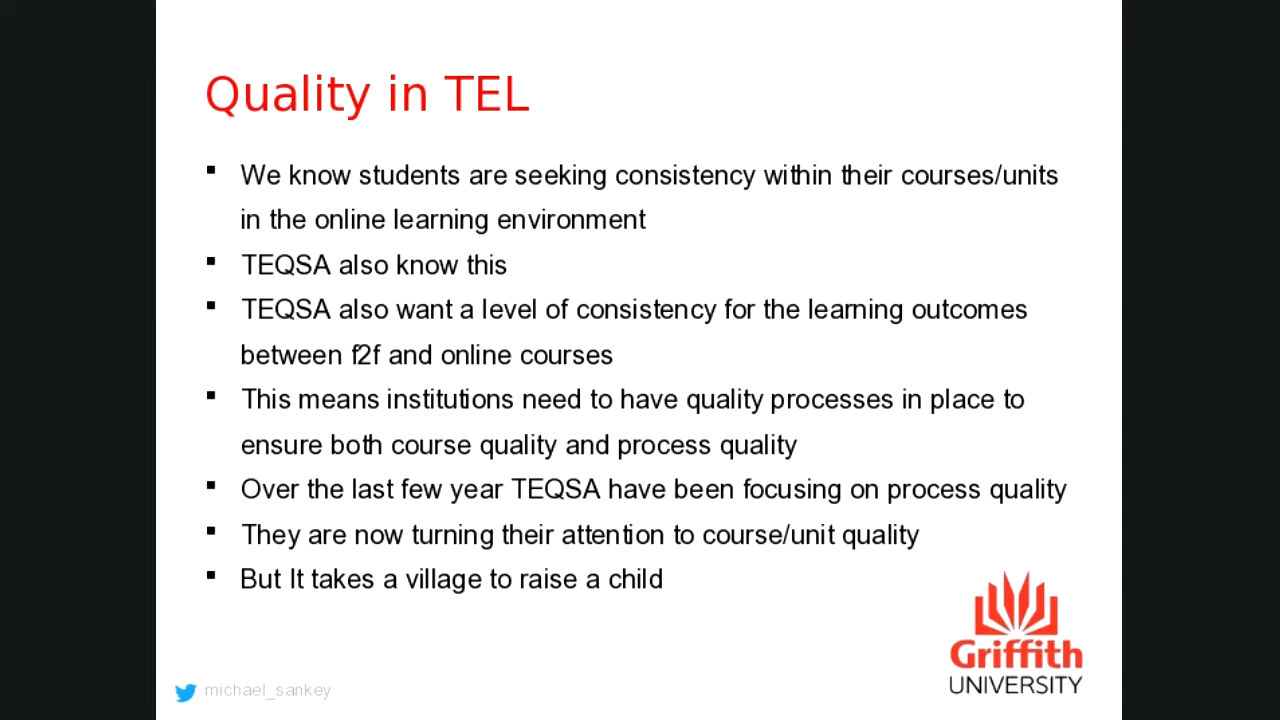 Quality in TEL
We know students are seeking consistency within their courses/units
in the online learning environment
TEQSA also know this
TEQSA also want a level of consistency for the learning outcomes
between f2f and online courses
This means institutions need to have quality processes in place to
ensure both course quality and process quality
Over the last few year TEQSA have been focusing on process quality
They are now turning their attention to course/unit quality
But It takes a village to raise a child
Griffith
UNIVERSITY
michael_sankey